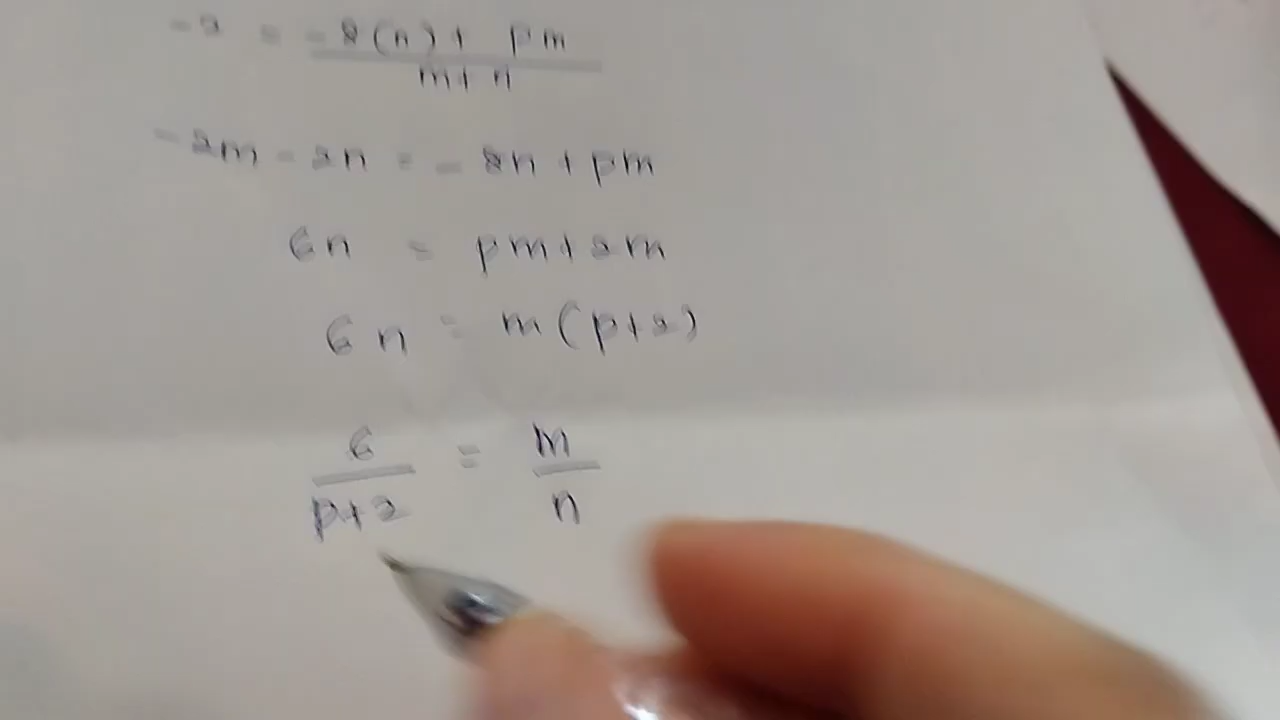 -2 = -8(n) + pm / m+n
-2m - 2n = -8n + pm
6n = pm + 2m
6n = m(p+2)
6/p+2 = m/n